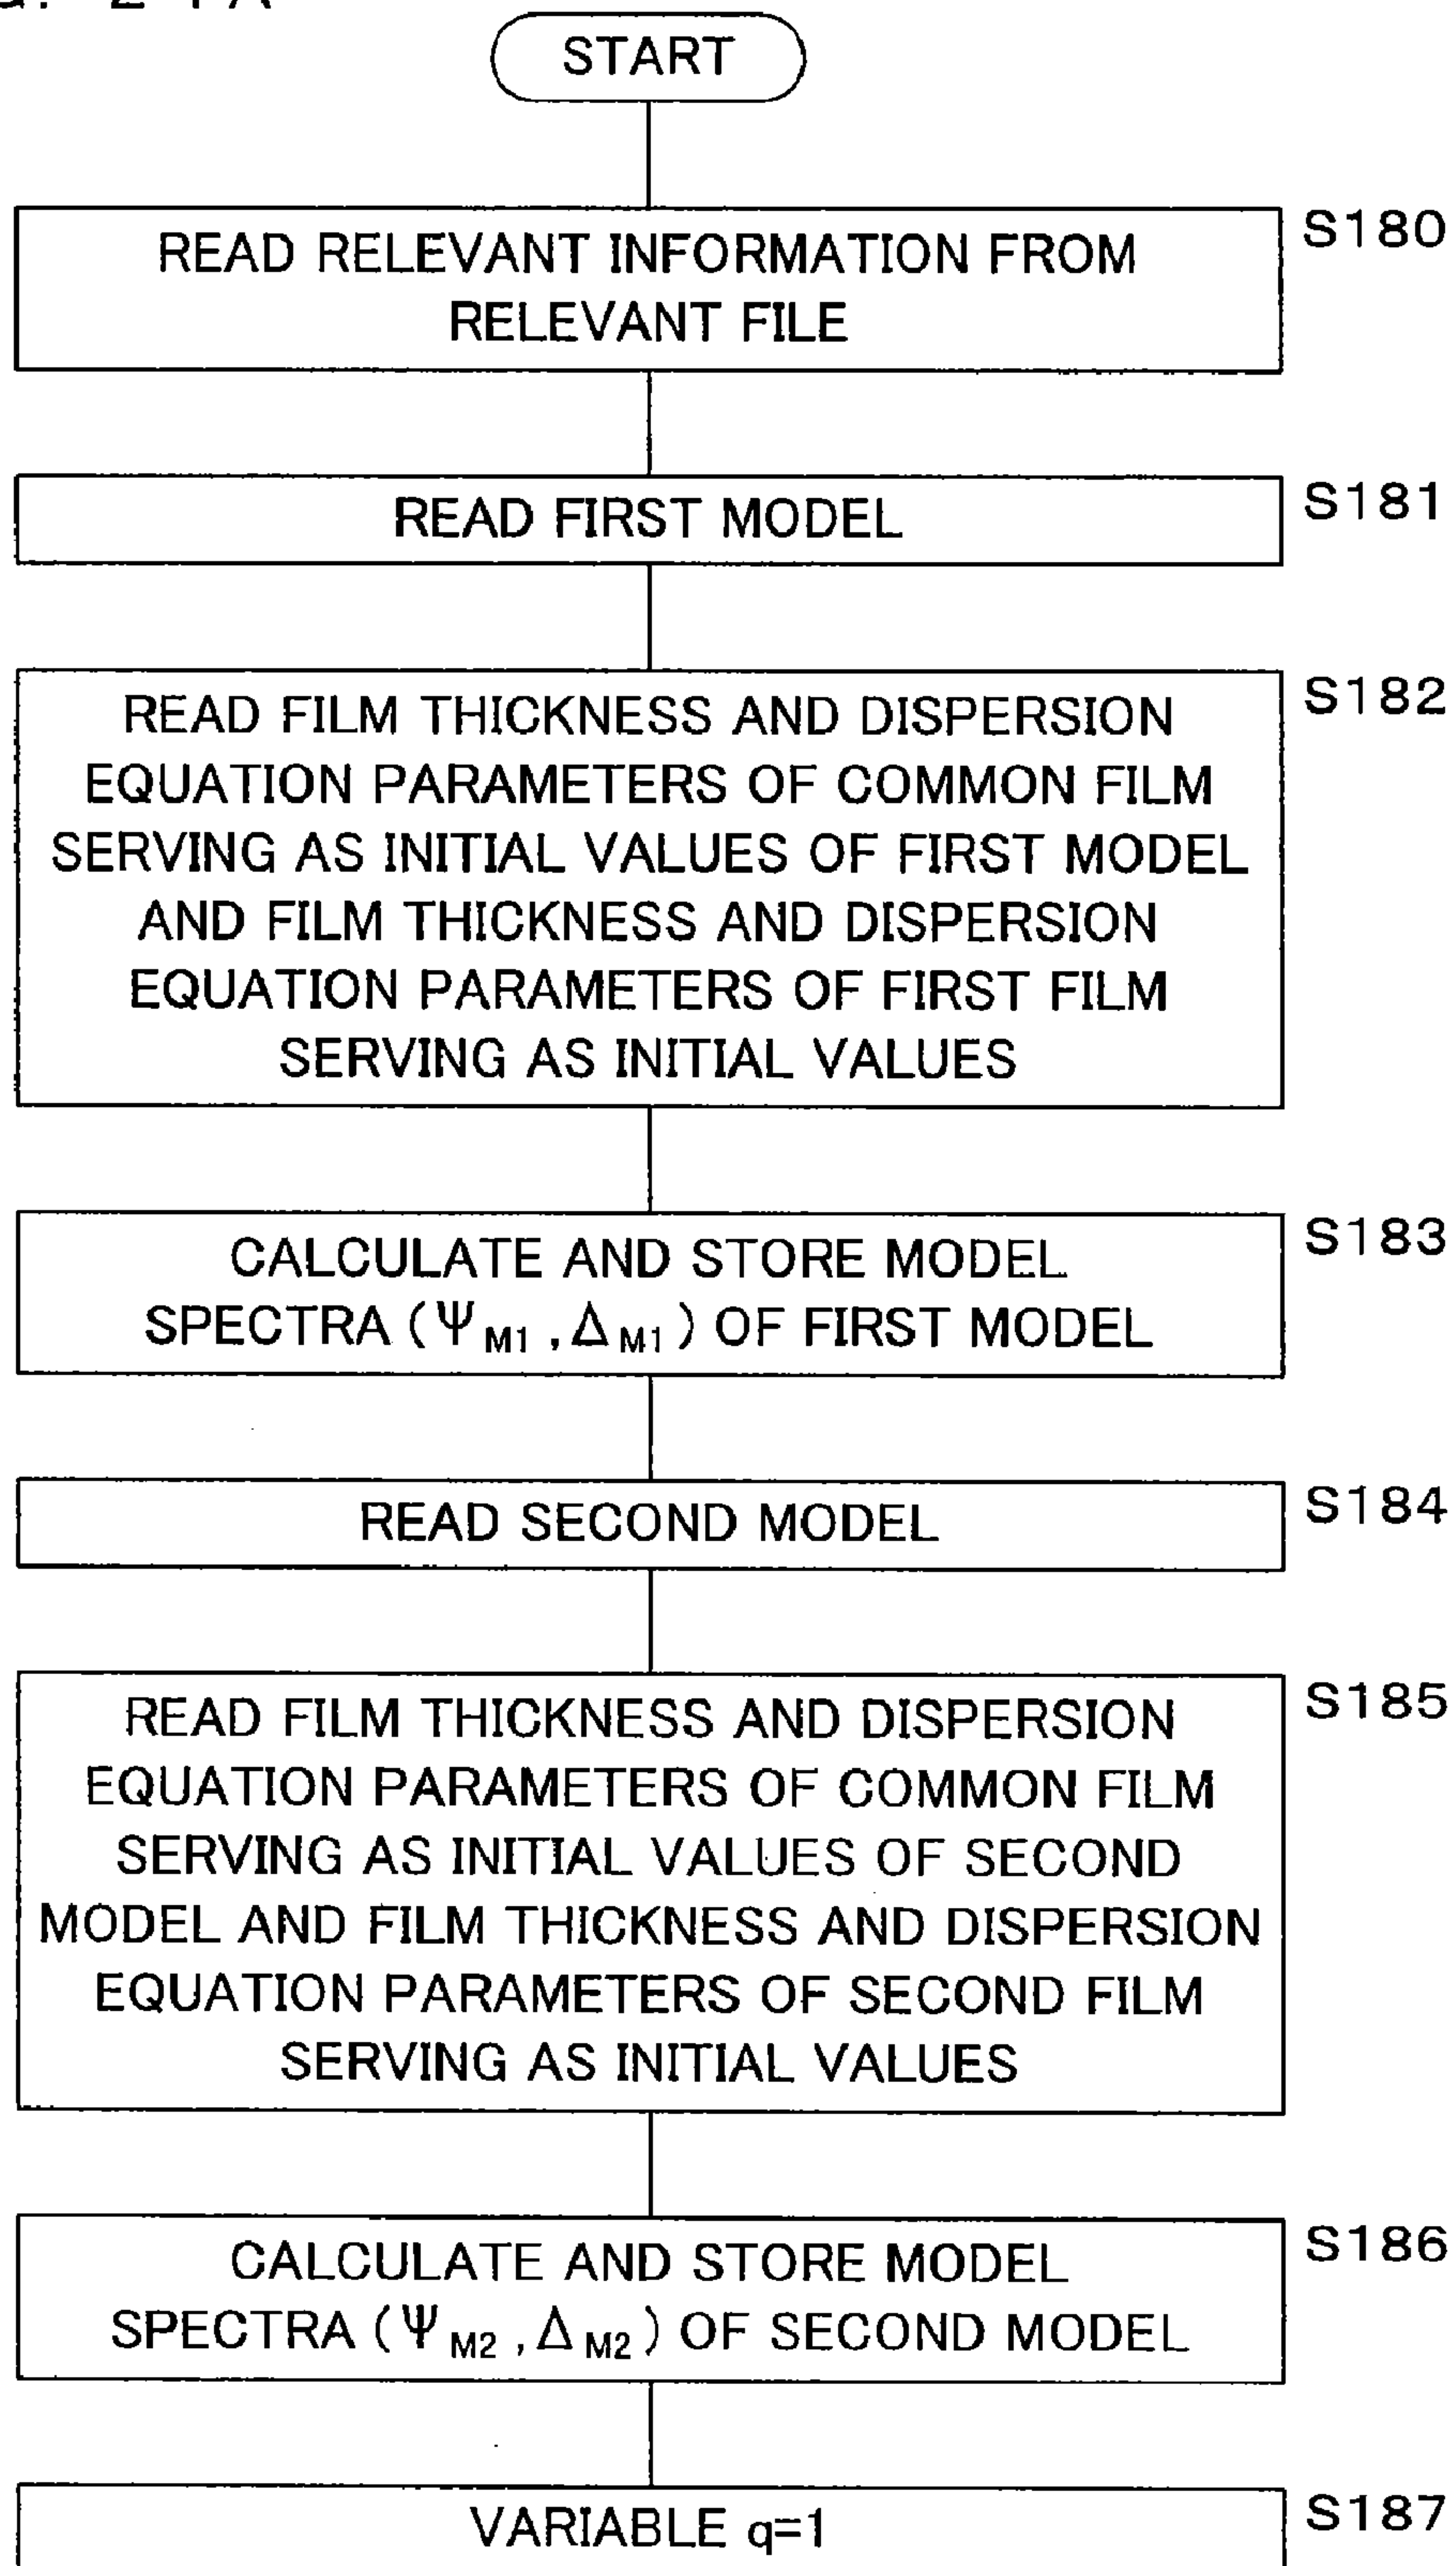 START
READ RELEVANT INFORMATION FROM
RELEVANT FILE
S180
READ FIRST MODEL
S181
READ FILM THICKNESS AND DISPERSION
EQUATION PARAMETERS OF COMMON FILM
SERVING AS INITIAL VALUES OF FIRST MODEL
AND FILM THICKNESS AND DISPERSION
EQUATION PARAMETERS OF FIRST FILM
SERVING AS INITIAL VALUES
S182
CALCULATE AND STORE MODEL
SPECTRA (ΨM1 , ΔM1 ) OF FIRST MODEL
S183
READ SECOND MODEL
S184
READ FILM THICKNESS AND DISPERSION
EQUATION PARAMETERS OF COMMON FILM
SERVING AS INITIAL VALUES OF SECOND
MODEL AND FILM THICKNESS AND DISPERSION
EQUATION PARAMETERS OF SECOND FILM
SERVING AS INITIAL VALUES
S185
CALCULATE AND STORE MODEL
SPECTRA (ΨM2 , ΔM2 ) OF SECOND MODEL
S186
VARIABLE q=1
S187